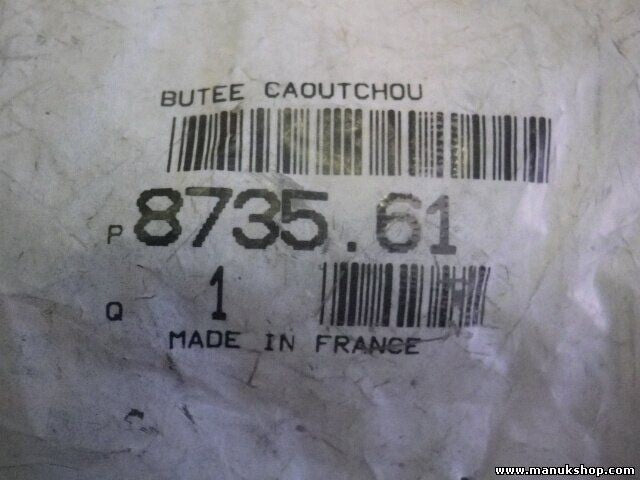 BUTEE CAOUTCHOU
P 8735.61
Q 1
MADE IN FRANCE
www.manukshop.com